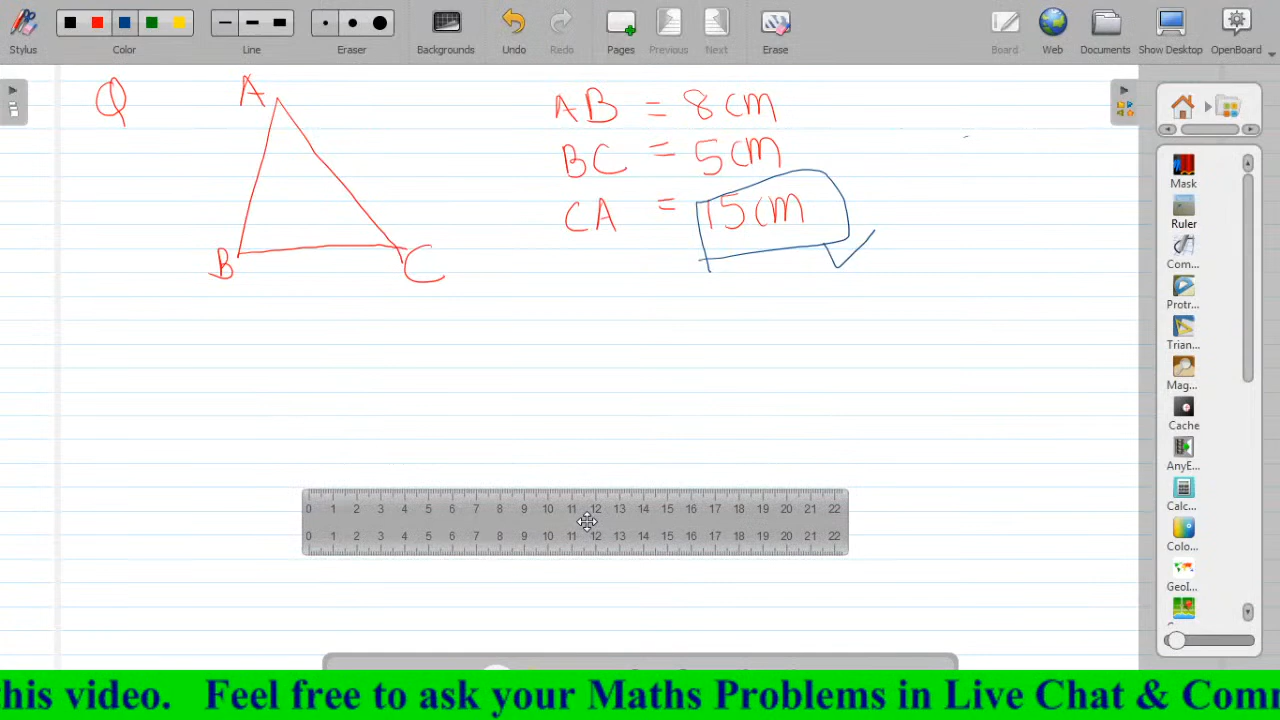 Stylus
Color
Line
Eraser
Backgrounds
Undo
Redo
Pages
Previous
Next
Erase
Board
Web
Documents
Show Desktop
OpenBoard
Q
A
B
C
AB = 8 cm
BC = 5 cm
CA = 15 cm
Mask
Ruler
Com...
Protr...
Trian...
Mag...
Cache
AnyE...
Calc...
Colo...
GeoI...
0 1 2 3 4 5 6 7 8 9 10 11 12 13 14 15 16 17 18 19 20 21 22
0 1 2 3 4 5 6 7 8 9 10 11 12 13 14 15 16 17 18 19 20 21 22
this video. Feel free to ask your Maths Problems in Live Chat & Com